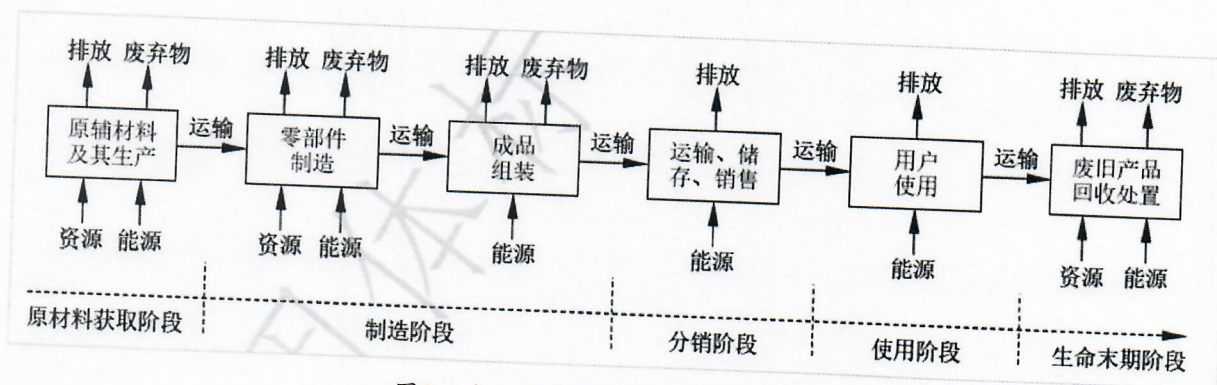 排放 废弃物
排放 废弃物
排放 废弃物
排放
排放
排放 废弃物
原辅材料
及其生产
运输
零部件
制造
运输
成品
组装
运输
运输、储
存、销售
运输
用户
使用
运输
废旧产品
回收处置
资源 能源
资源 能源
能源
能源
能源
资源 能源
原材料获取阶段
制造阶段
分销阶段
使用阶段
生命末期阶段